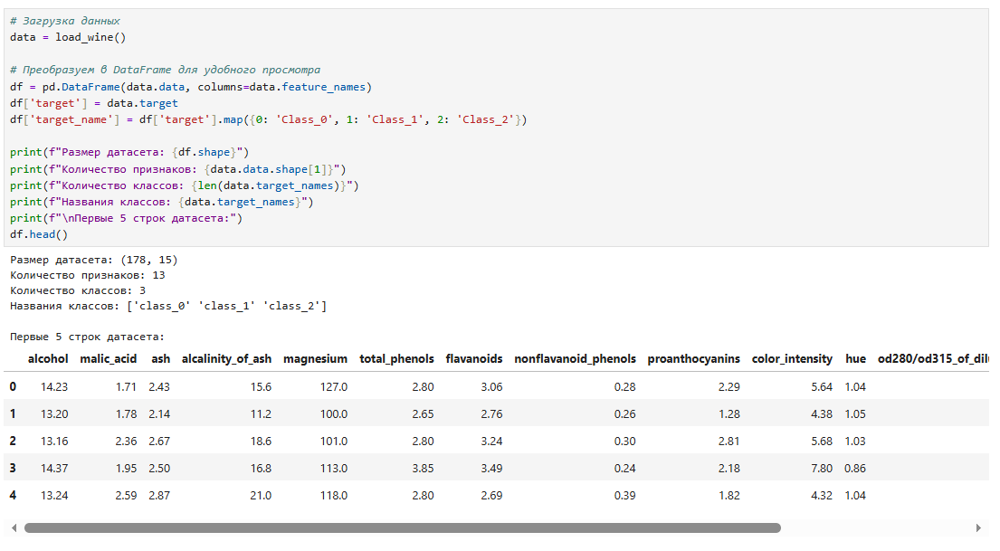 # Загрузка данных
data = load_wine()
# Преобразуем в DataFrame для удобного просмотра
df = pd.DataFrame(data.data, columns=data.feature_names)
df['target'] = data.target
df['target_name'] = df['target'].map({0: 'Class_0', 1: 'Class_1', 2: 'Class_2'})
print(f"Размер датасета: {df.shape}")
print(f"Количество признаков: {data.data.shape[1]}")
print(f"Количество классов: {len(data.target_names)}")
print(f"Названия классов: {data.target_names}")
print(f"\nПервые 5 строк датасета:")
df.head()
Размер датасета: (178, 15)
Количество признаков: 13
Количество классов: 3
Названия классов: ['class_0' 'class_1' 'class_2']
Первые 5 строк датасета:
alcohol malic_acid ash alcalinity_of_ash magnesium total_phenols flavanoids nonflavanoid_phenols proanthocyanins color_intensity hue od280/od315_of_dil
0 14.23 1.71 2.43 15.6 127.0 2.80 3.06 0.28 2.29 5.64 1.04
1 13.20 1.78 2.14 11.2 100.0 2.65 2.76 0.26 1.28 4.38 1.05
2 13.16 2.36 2.67 18.6 101.0 2.80 3.24 0.30 2.81 5.68 1.03
3 14.37 1.95 2.50 16.8 113.0 3.85 3.49 0.24 2.18 7.80 0.86
4 13.24 2.59 2.87 21.0 118.0 2.80 2.69 0.39 1.82 4.32 1.04